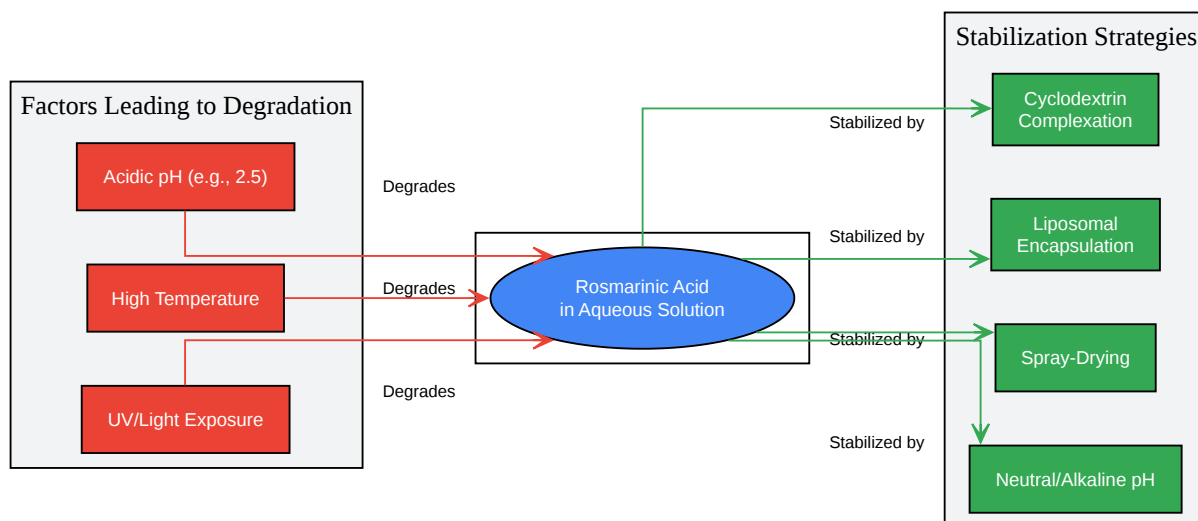 Factors Leading to Degradation
Acidic pH (e.g., 2.5)
High Temperature
UV/Light Exposure
Degrades
Degrades
Degrades
Rosmarinic Acid
in Aqueous Solution
Stabilized by
Stabilized by
Stabilized by
Stabilized by
Stabilization Strategies
Cyclodextrin
Complexation
Liposomal
Encapsulation
Spray-Drying
Neutral/Alkaline pH